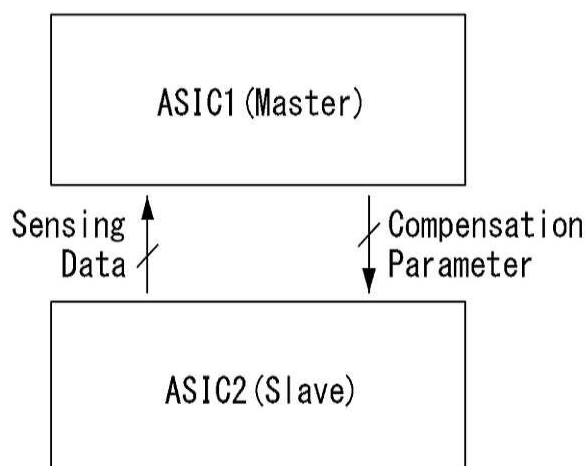 ASIC1(Master)
Sensing
Data
Compensation
Parameter
ASIC2(Slave)